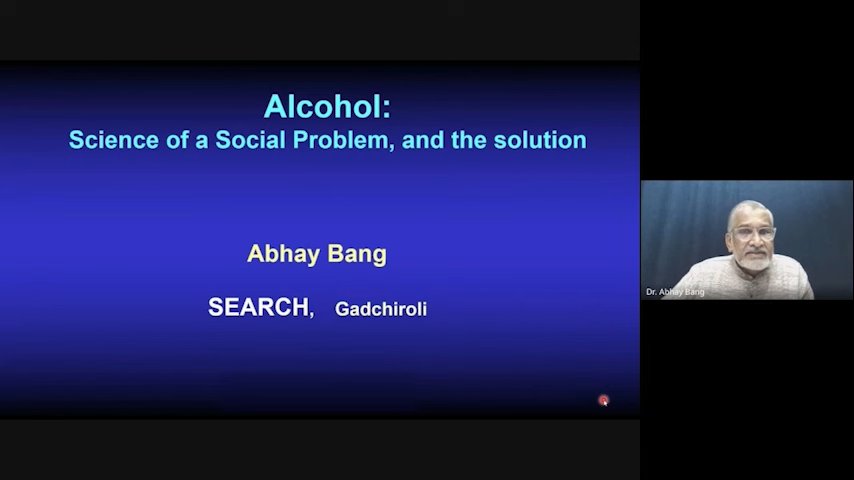 Alcohol:
Science of a Social Problem, and the solution
Abhay Bang
SEARCH, Gadchiroli
Dr. Abhay Bang